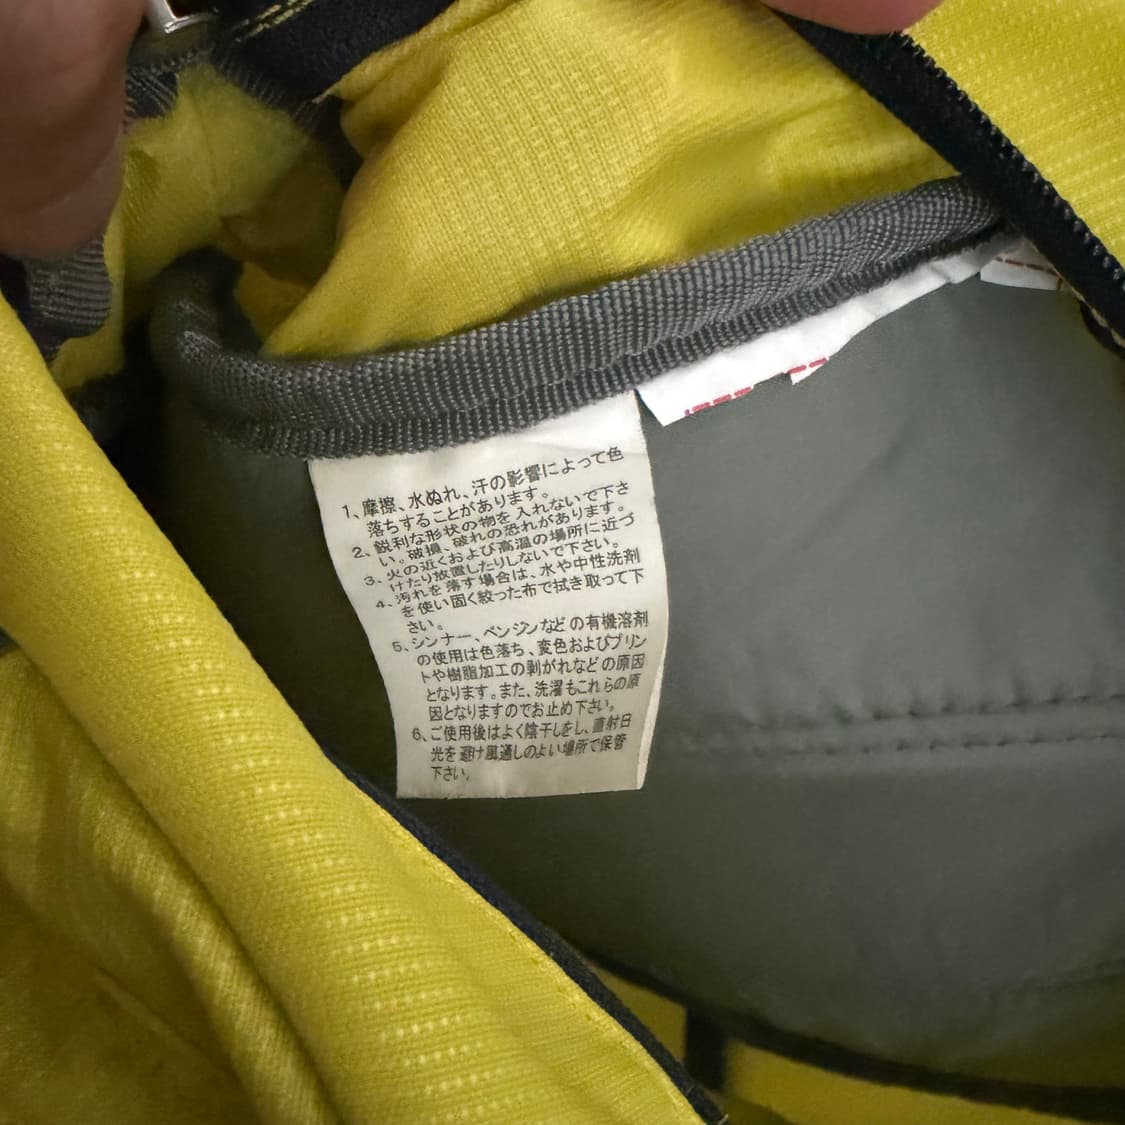 1、摩擦、水ぬれ、汗の影響によって色
落ちすることがあります。
2、鋭利な形状の物を入れないで下さ
い。破損、破れの恐れがあります。
3、火の近くおよび高温の場所に近づ
けたり放置したりしないで下さい。
4、汚れを落す場合は、水や中性洗剤
を使い固く絞った布で拭き取って下
さい。
5、シンナー、ベンジンなどの有機溶剤
の使用は色落ち、変色およびプリン
トや樹脂加工の剥がれなどの原因
となります。また、洗濯もこれらの原
因となりますのでお止め下さい。
6、ご使用後はよく陰干しをし、直射日
光を避け風通しのよい場所で保管
下さい。